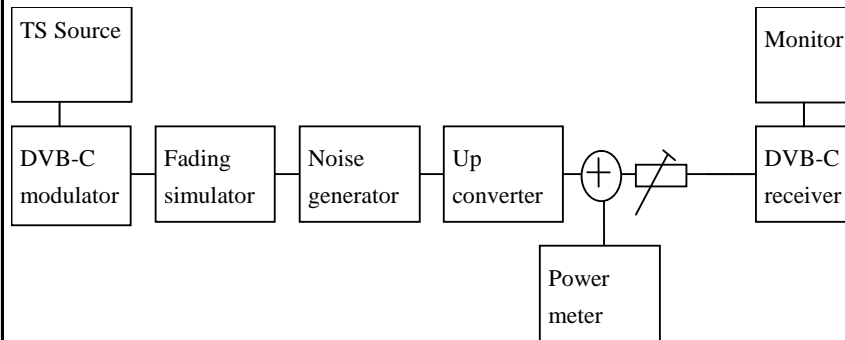 TS Source
Monitor
DVB-C
modulator
Fading
simulator
Noise
generator
Up
converter
DVB-C
receiver
Power
meter